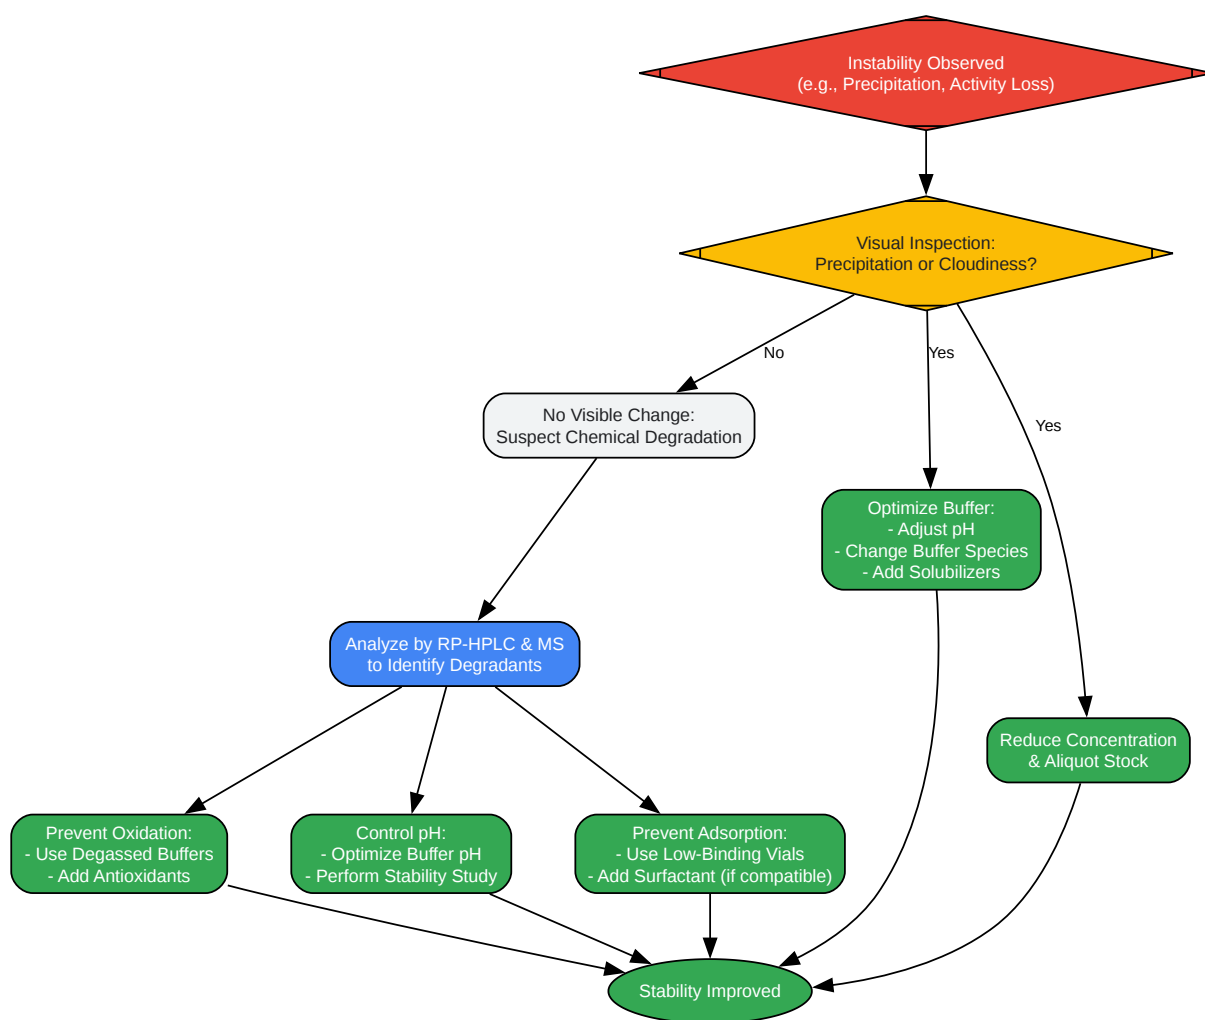 Instability Observed
(e.g., Precipitation, Activity Loss)
Visual Inspection:
Precipitation or Cloudiness?
No
Yes
Yes
No Visible Change:
Suspect Chemical Degradation
Optimize Buffer:
- Adjust pH
- Change Buffer Species
- Add Solubilizers
Analyze by RP-HPLC & MS
to Identify Degradants
Reduce Concentration
& Aliquot Stock
Prevent Oxidation:
- Use Degassed Buffers
- Add Antioxidants
Control pH:
- Optimize Buffer pH
- Perform Stability Study
Prevent Adsorption:
- Use Low-Binding Vials
- Add Surfactant (if compatible)
Stability Improved